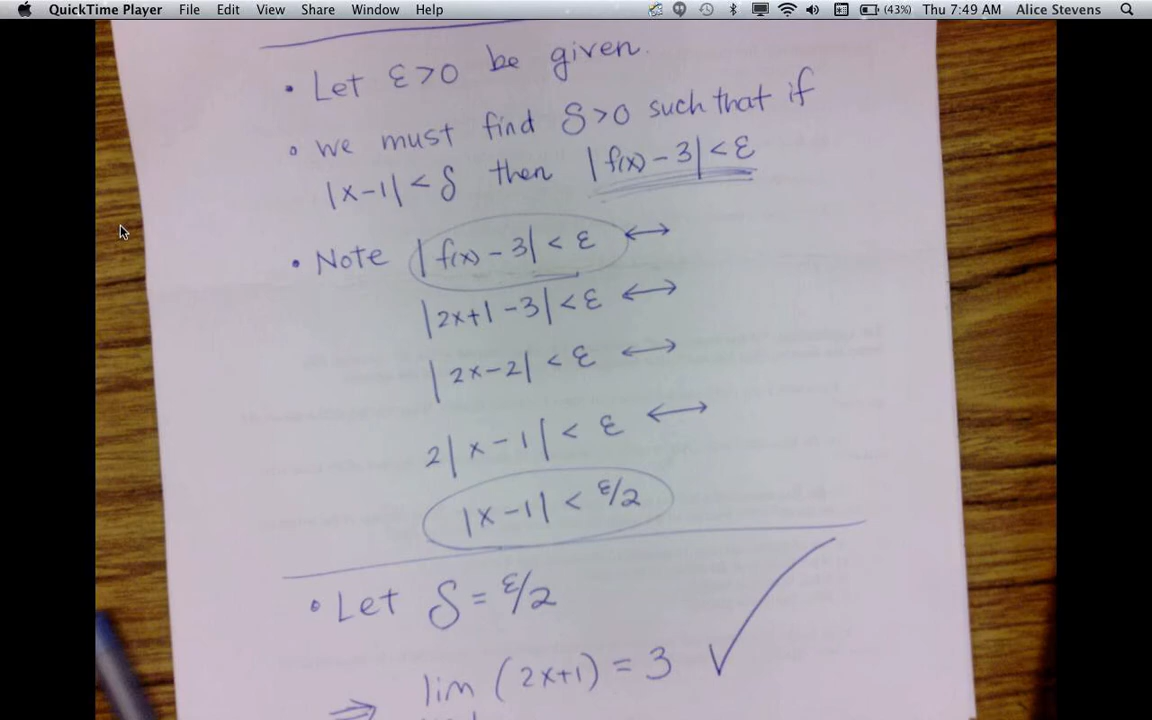 QuickTime Player File Edit View Share Window Help (43%) Thu 7:49 AM Alice Stevens
• Let ε>0 be given.
• we must find δ>0 such that if
|x-1| < δ then |f(x)-3| < ε
• Note |f(x)-3| < ε ↔
|2x+1-3| < ε ↔
|2x-2| < ε ↔
2|x-1| < ε ↔
|x-1| < ε/2
• Let δ = ε/2
⇒ lim (2x+1) = 3 ✓